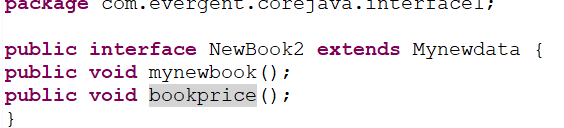 package com.evergent.corejava.interface1;
public interface NewBook2 extends Mynewdata {
public void mynewbook();
public void bookprice();
}